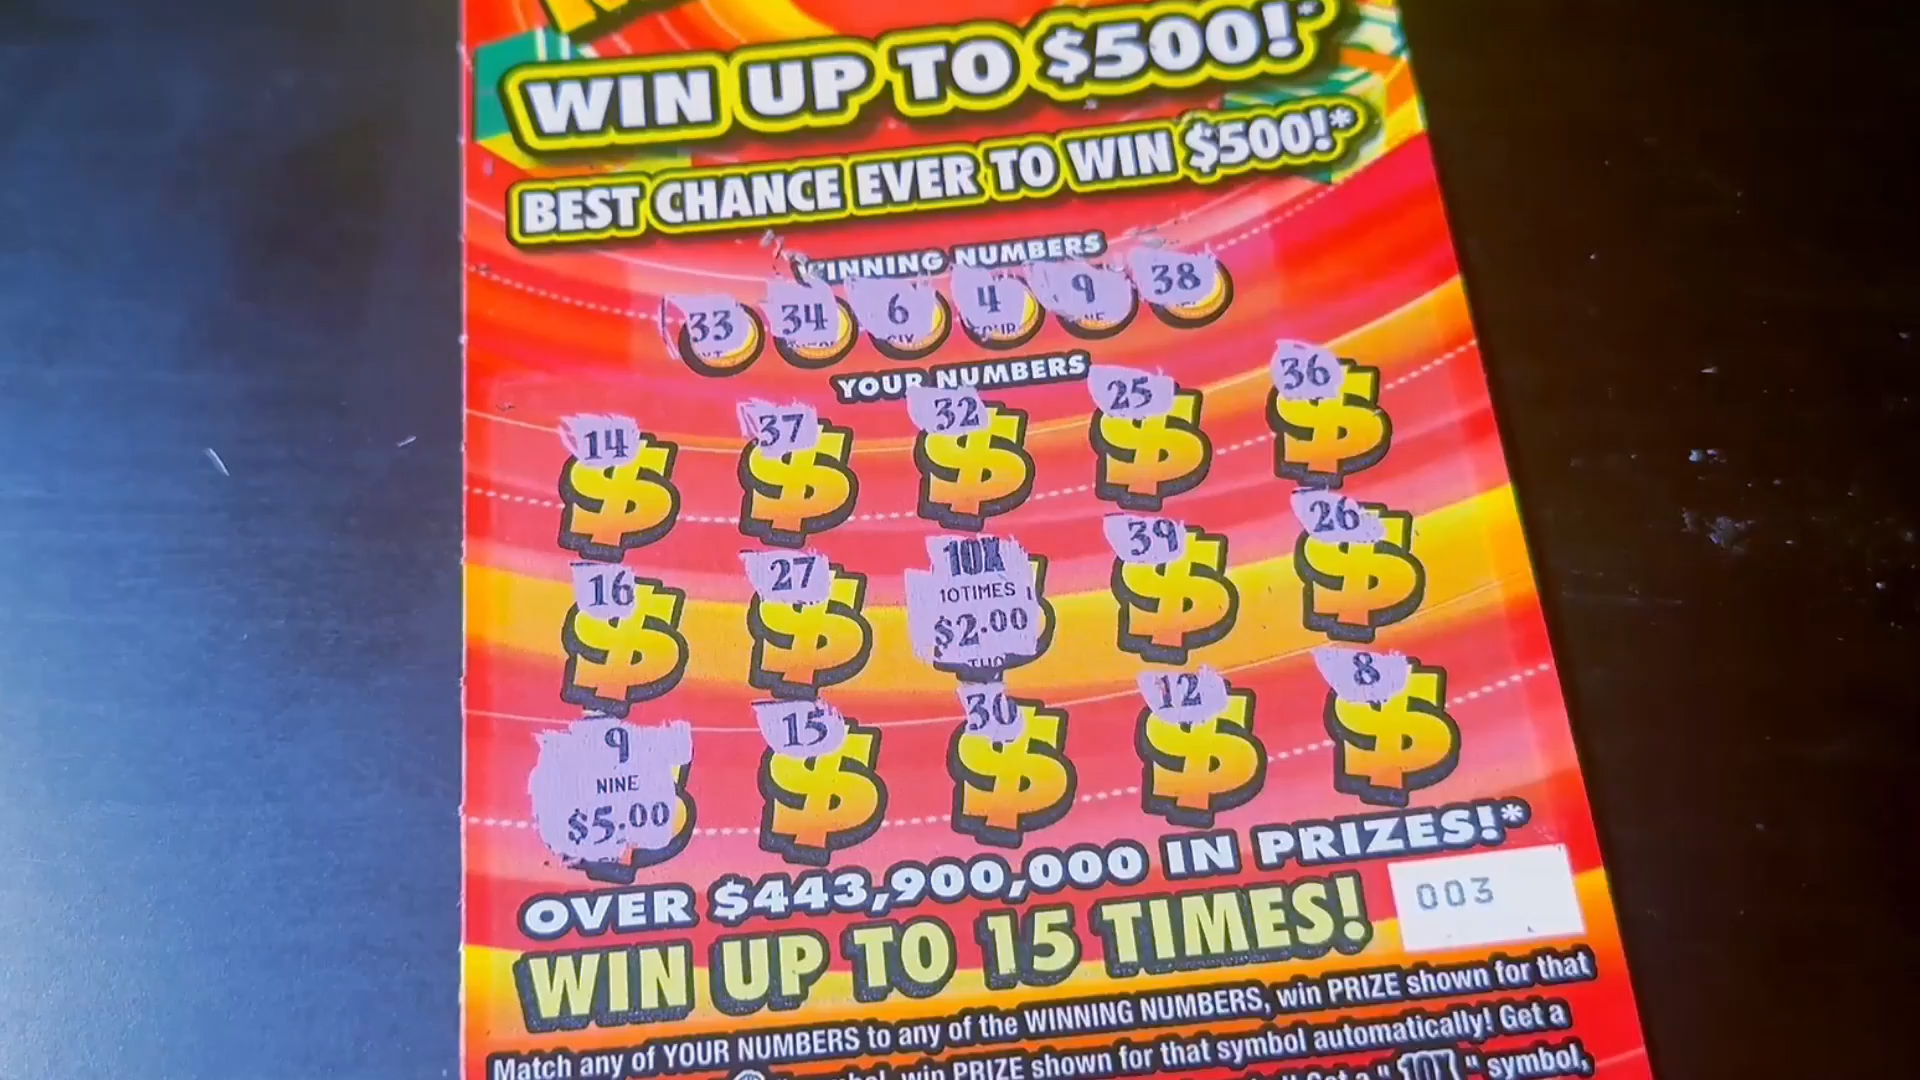 WIN UP TO $500!*
BEST CHANCE EVER TO WIN $500!*
WINNING NUMBERS
33 34 6 4 9 38
SIX FOUR
YOUR NUMBERS
14 37 32 25 36
16 27 10X 39 26
10TIMES
$2.00
9 15 30 12 8
NINE
$5.00
OVER $443,900,000 IN PRIZES!*
WIN UP TO 15 TIMES!
003
Match any of YOUR NUMBERS to any of the WINNING NUMBERS, win PRIZE shown for that
win PRIZE shown for that symbol automatically! Get a
Get a "10X" symbol,